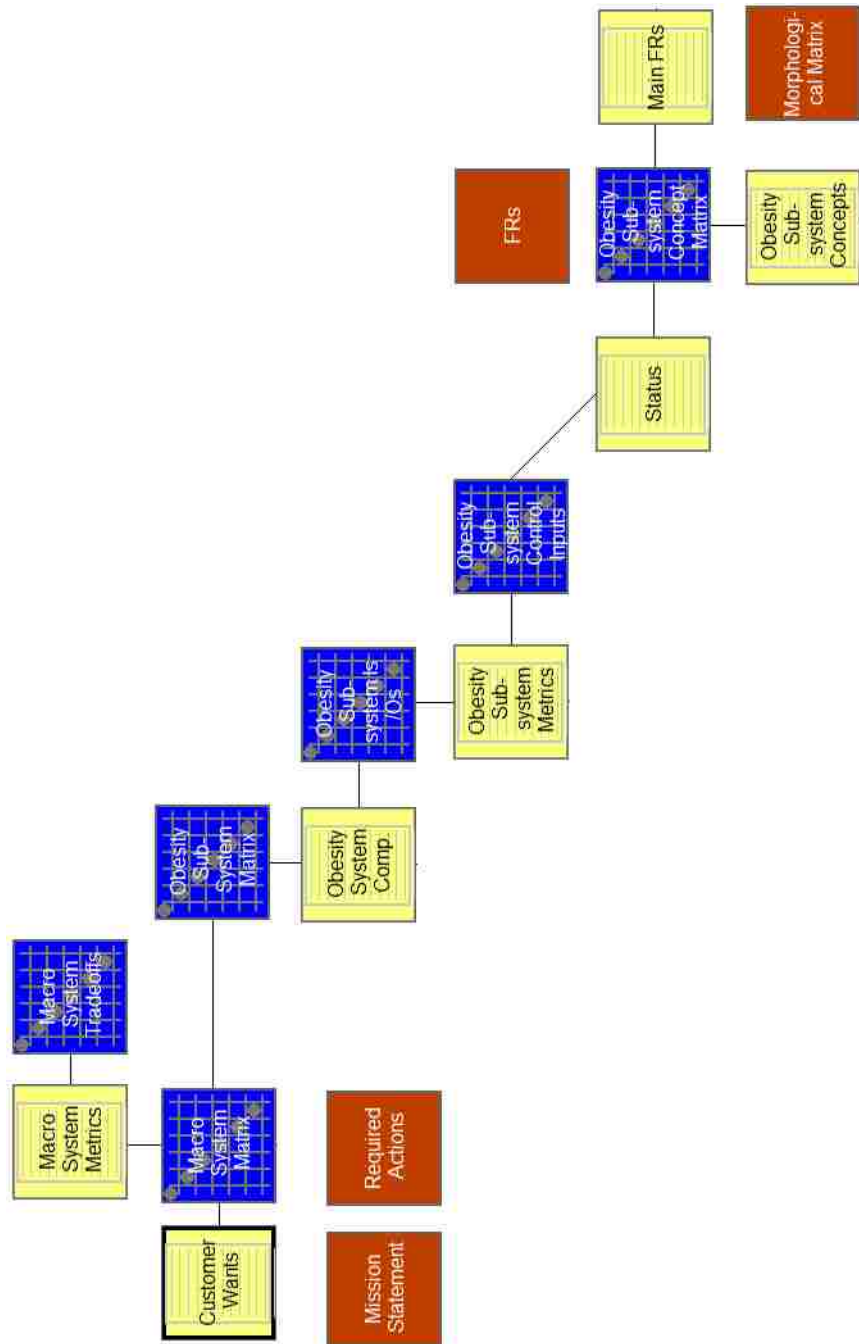 Macro
System
Metrics
Macro
System
Tradeoffs
Customer
Wants
Macro
System
Matrix
Obesity
Sub-
System
Matrix
Mission
Statement
Required
Actions
Obesity
System
Comp.
Obesity
Sub-
system Is
/Os
Obesity
Sub-
system
Metrics
Obesity
Sub-
system
Control
Inputs
FRs
Status
Obesity
Sub-
system
Concept
Matrix
Main FRs
Obesity
Sub-
system
Concepts
Morphologi-
cal Matrix